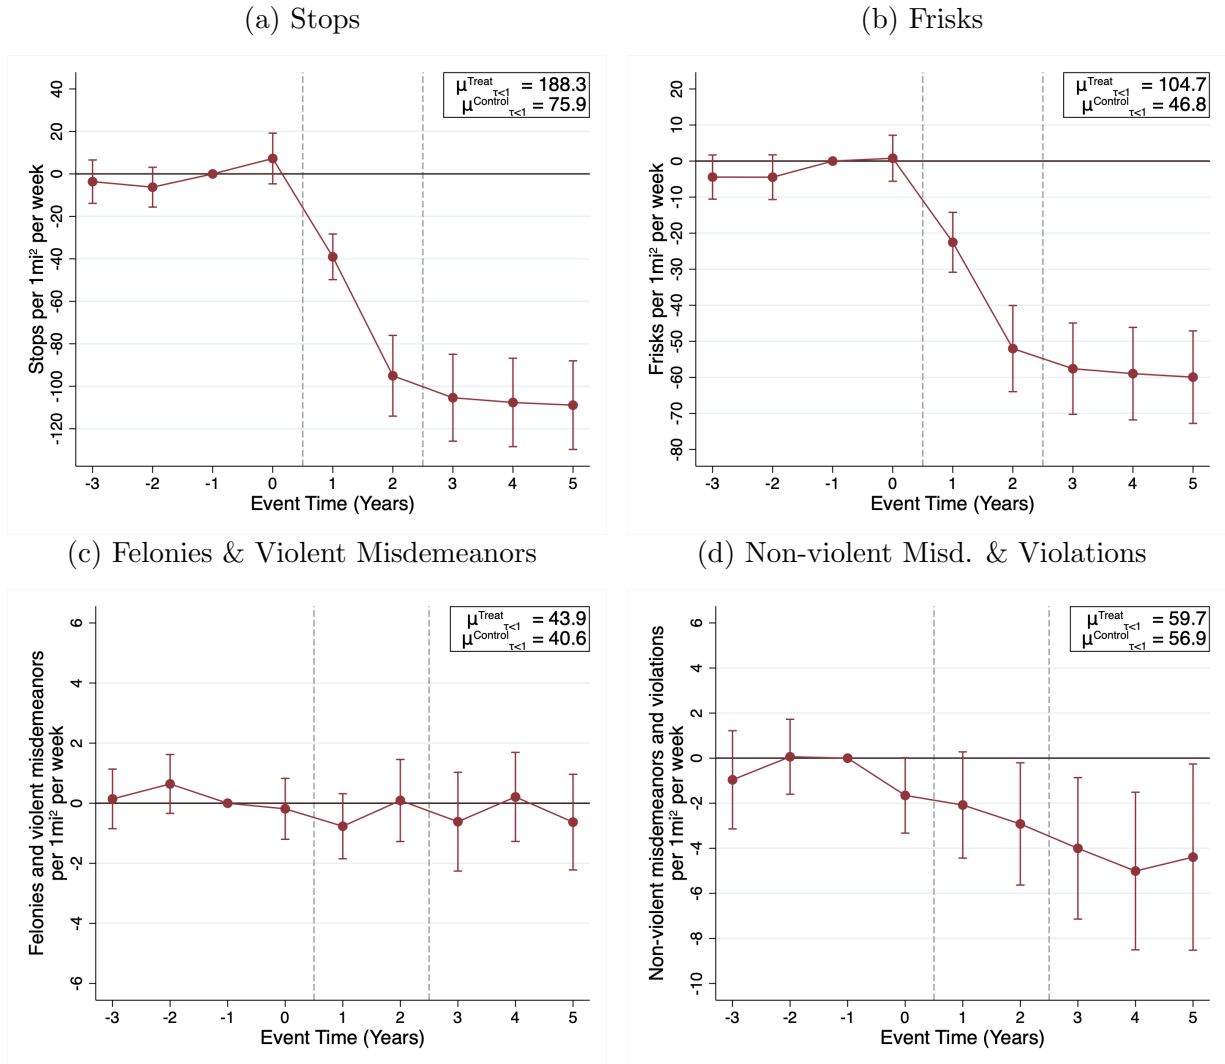 (a) Stops
μTreat τ<1 = 188.3
μControl τ<1 = 75.9
Stops per 1mi² per week
40
20
0
-20
-40
-60
-80
-100
-120
-3 -2 -1 0 1 2 3 4 5
Event Time (Years)
(b) Frisks
μTreat τ<1 = 104.7
μControl τ<1 = 46.8
Frisks per 1mi² per week
20
10
0
-10
-20
-30
-40
-50
-60
-70
-80
-3 -2 -1 0 1 2 3 4 5
Event Time (Years)
(c) Felonies & Violent Misdemeanors
μTreat τ<1 = 43.9
μControl τ<1 = 40.6
Felonies and violent misdemeanors
per 1mi² per week
6
4
2
0
-2
-4
-6
-3 -2 -1 0 1 2 3 4 5
Event Time (Years)
(d) Non-violent Misd. & Violations
μTreat τ<1 = 59.7
μControl τ<1 = 56.9
Non-violent misdemeanors and violations
per 1mi² per week
6
4
2
0
-2
-4
-6
-8
-10
-3 -2 -1 0 1 2 3 4 5
Event Time (Years)